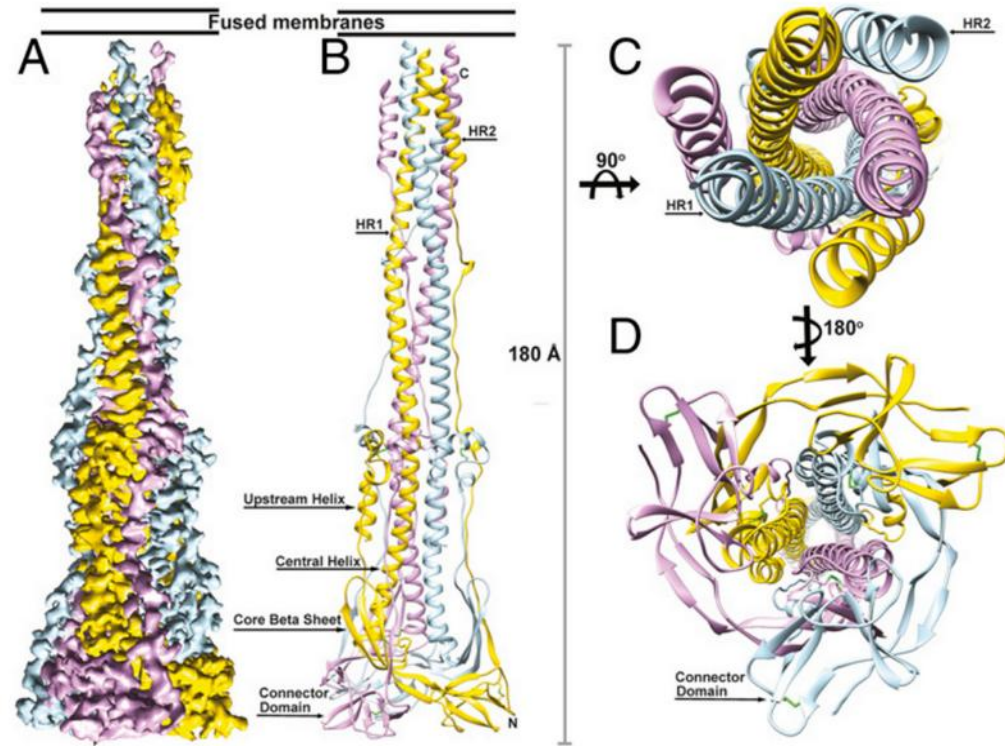 Fused membranes
A
B
C
C
HR2
HR2
90°
HR1
HR1
180°
D
180 Å
Upstream Helix
Central Helix
Core Beta Sheet
Connector
Domain
N
Connector
Domain